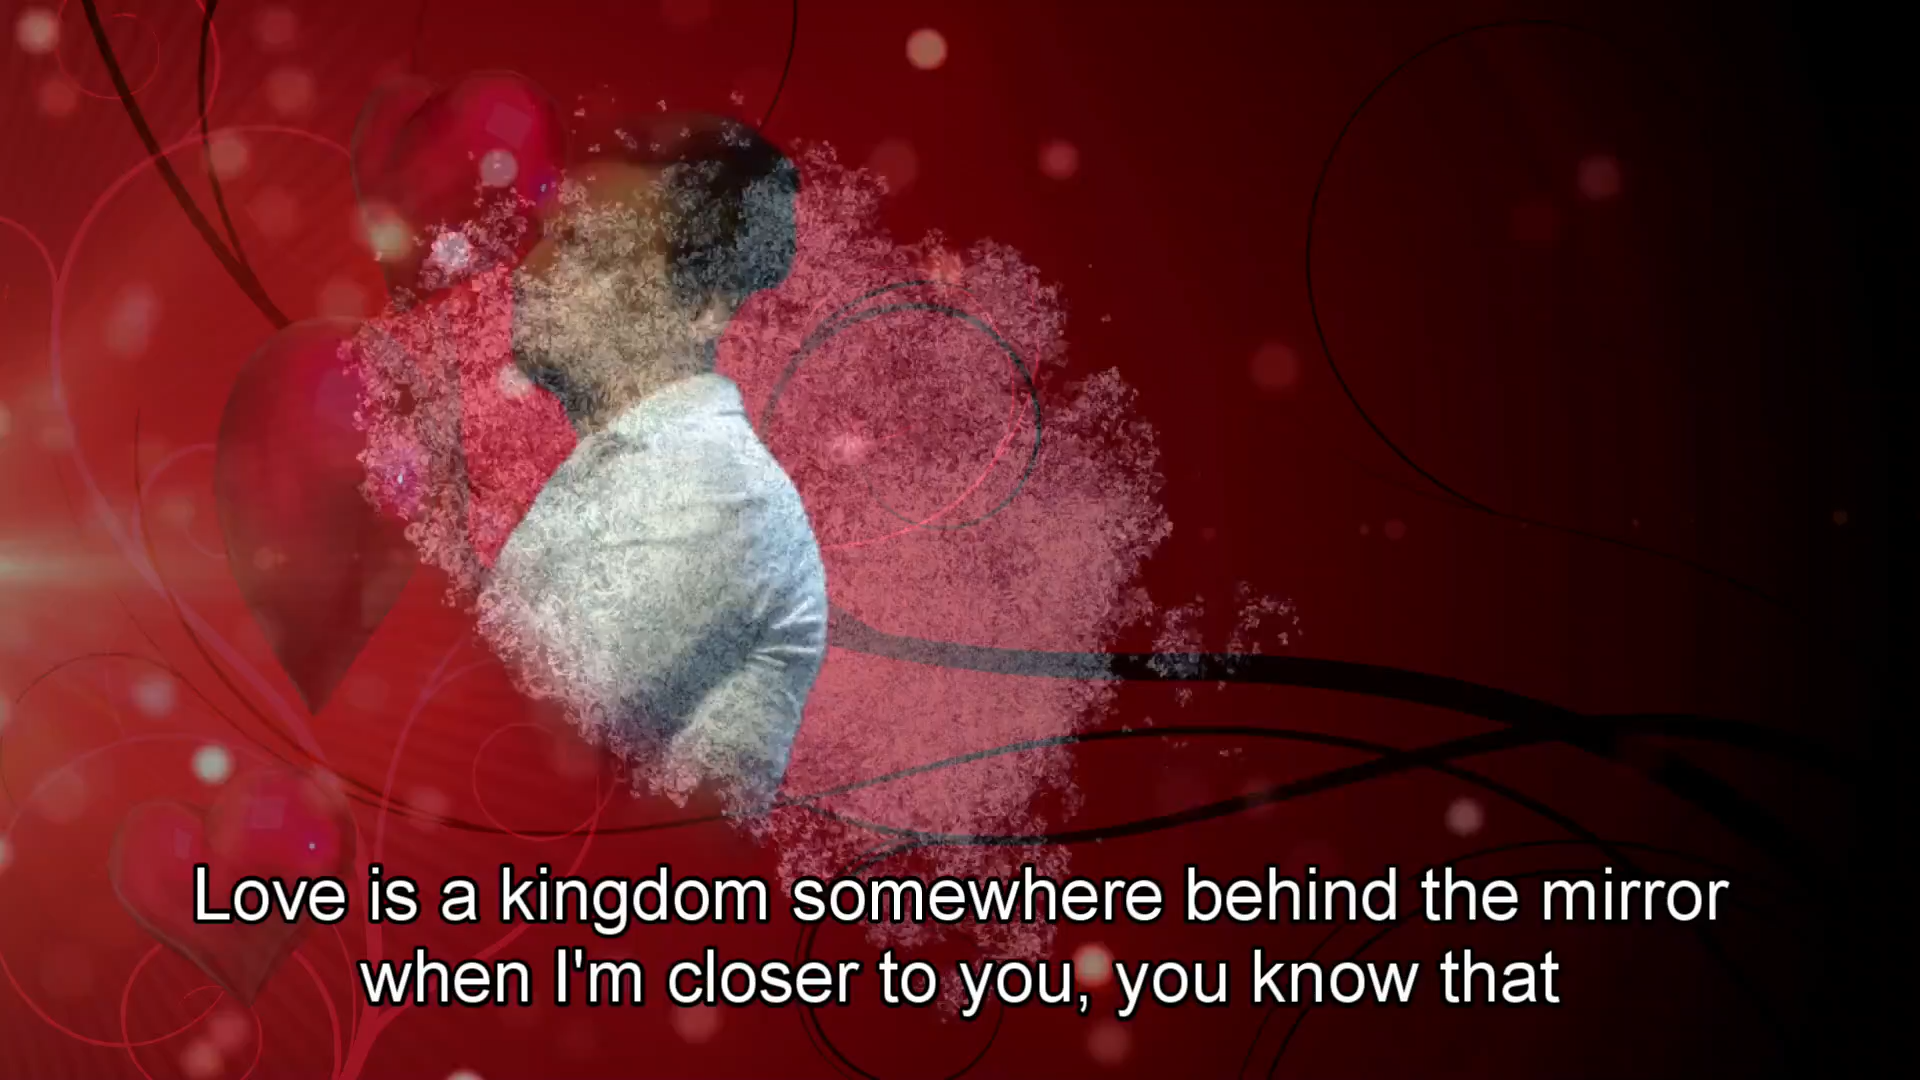 Love is a kingdom somewhere behind the mirror
when I'm closer to you, you know that